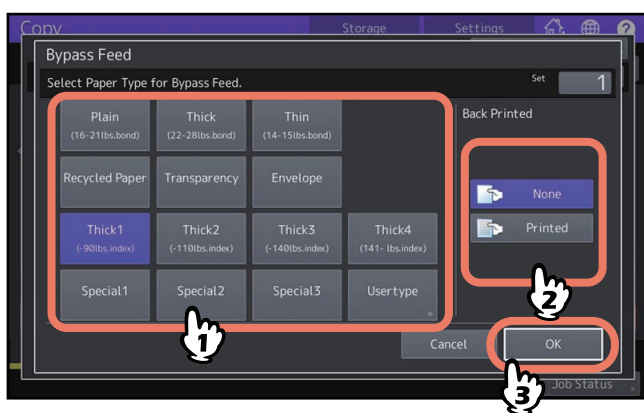 Copy
Storage
Settings
?
Bypass Feed
Select Paper Type for Bypass Feed.
Set 1
Plain
(16-21lbs.bond)
Thick
(22-28lbs.bond)
Thin
(14-15lbs.bond)
Back Printed
Recycled Paper
Transparency
Envelope
None
Thick1
(-90lbs.index)
Thick2
(-110lbs.index)
Thick3
(-140lbs.index)
Thick4
(141- lbs.index)
Printed
Special1
Special2
Special3
Usertype
2
1
Cancel
OK
3
Job Status